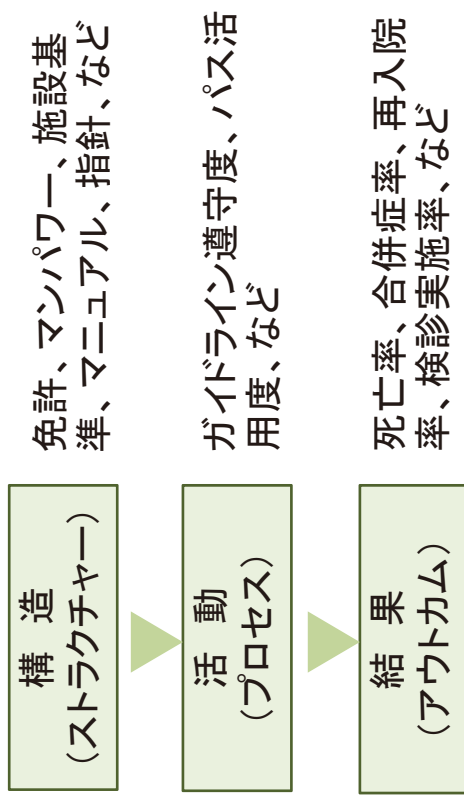 構　造
（ストラクチャー）
免許、マンパワー、施設基
準、マニュアル、指針、など
活　動
（プロセス）
ガイドライン遵守度、パス活
用度、など
結　果
（アウトカム）
死亡率、合併症率、再入院
率、検診実施率、など